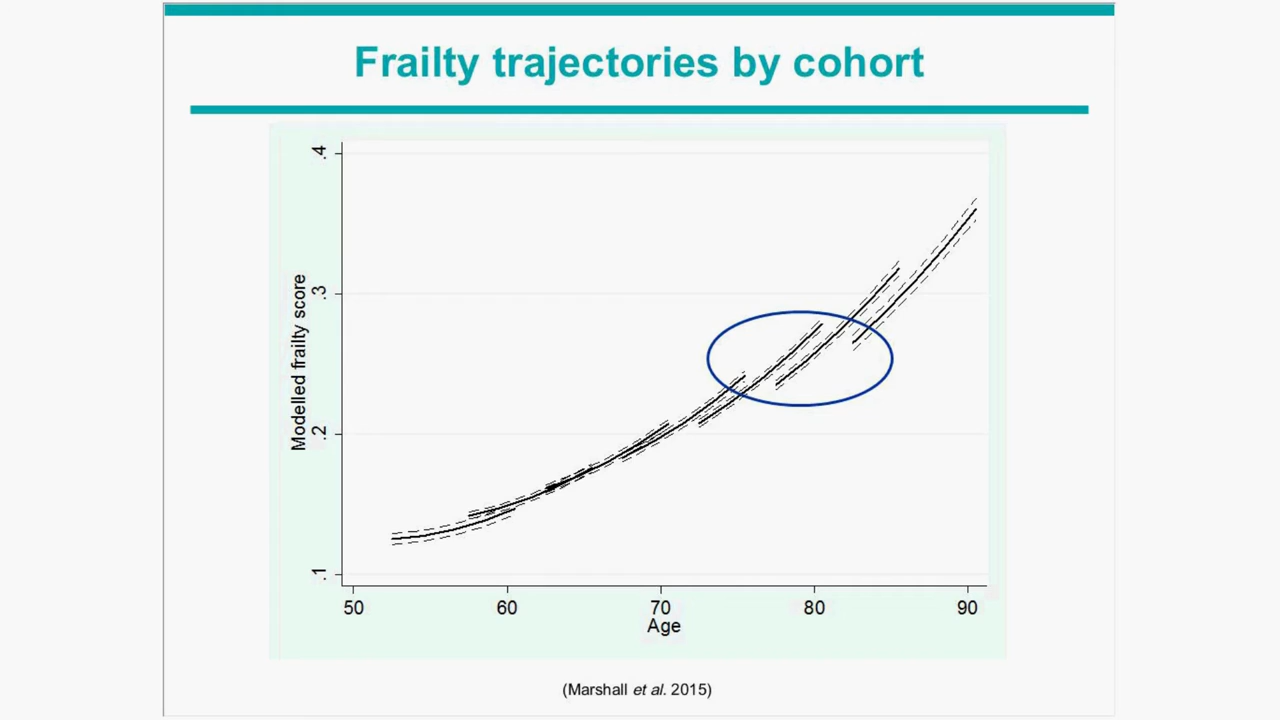 Frailty trajectories by cohort
.4
.3
.2
.1
Modelled frailty score
50 60 70 80 90
Age
(Marshall et al. 2015)